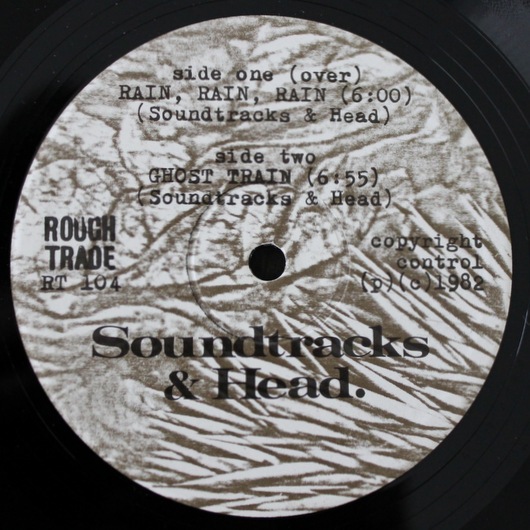 side one (over)
RAIN, RAIN, RAIN (6:00)
(Soundtracks & Head)
side two
GHOST TRAIN (6:55)
(Soundtracks & Head)
ROUGH
TRADE
RT 104
copyright
control
(p)(c)1982
Soundtracks
& Head.